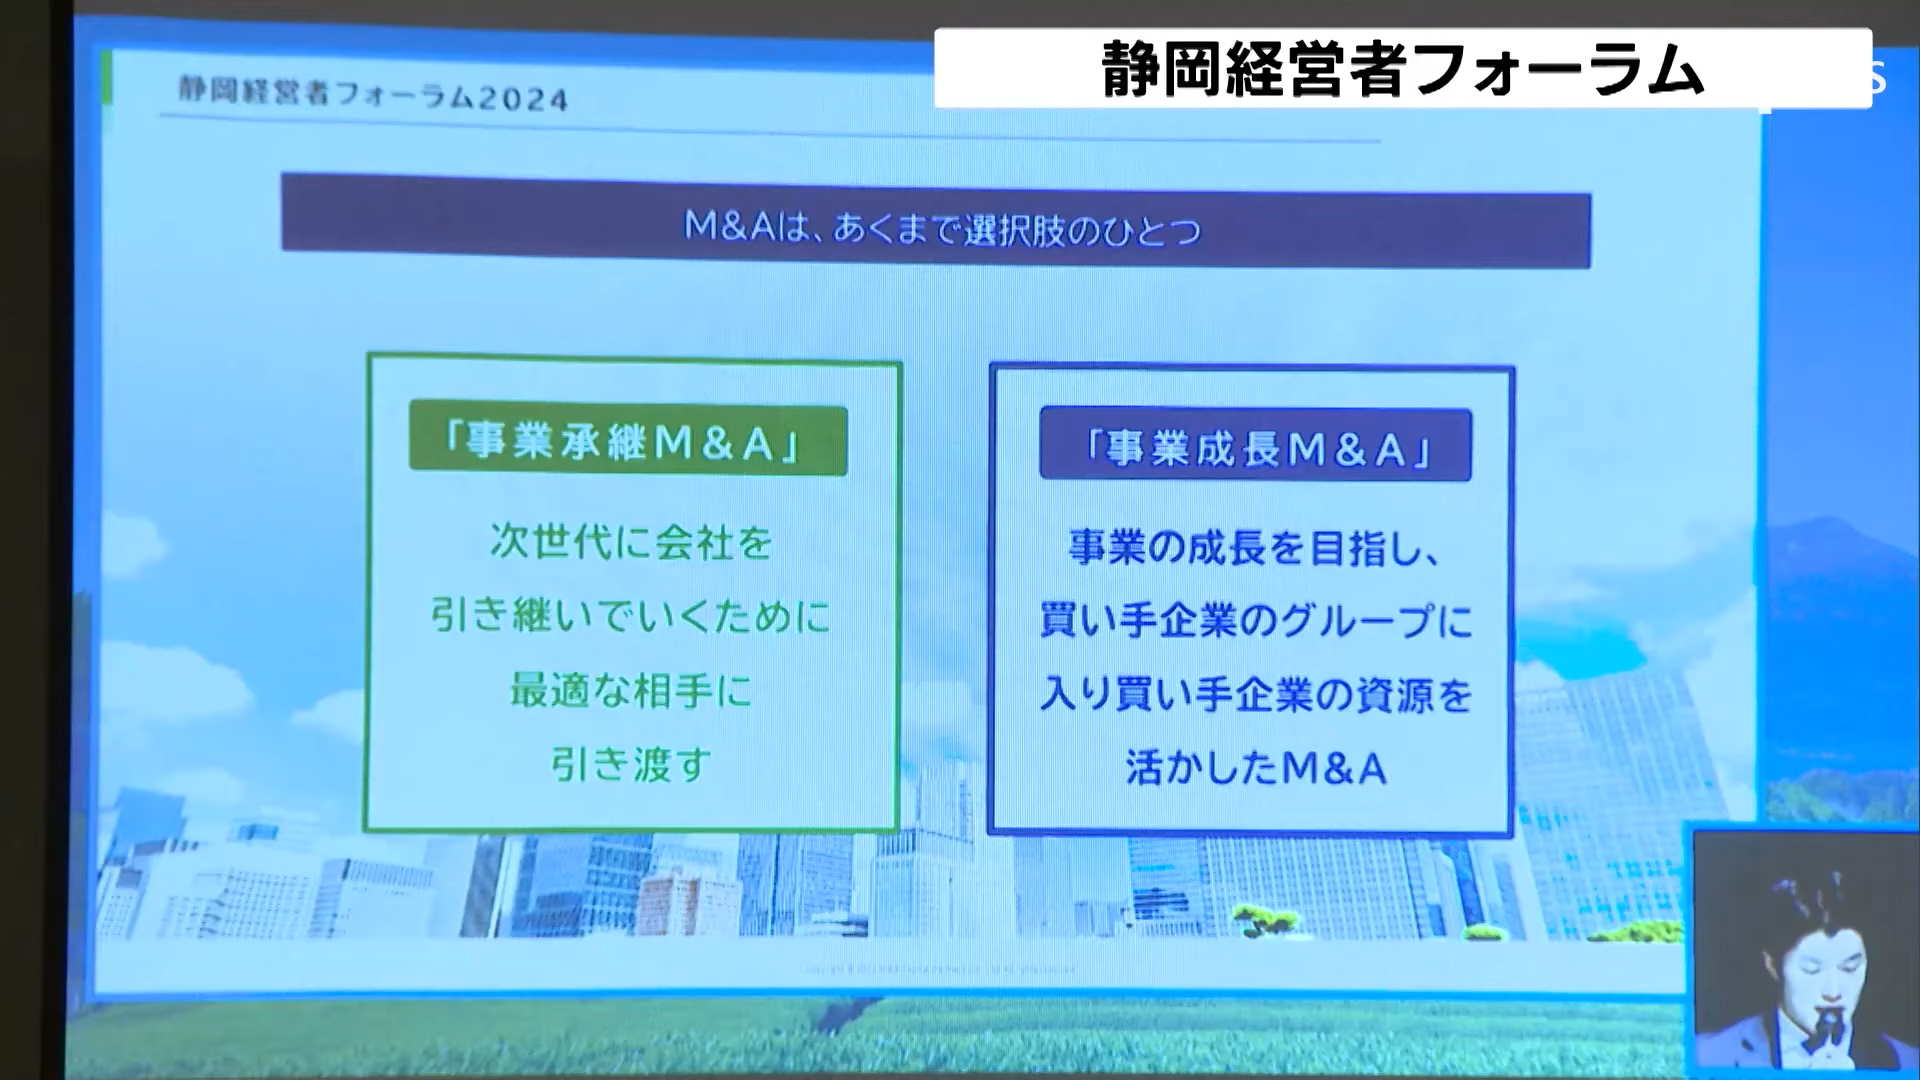 静岡経営者フォーラム
S
静岡経営者フォーラム2024
M&Aは、あくまで選択肢のひとつ
「事業承継M&A」
次世代に会社を
引き継いでいくために
最適な相手に
引き渡す
「事業成長M&A」
事業の成長を目指し、
買い手企業のグループに
入り買い手企業の資源を
活かしたM&A